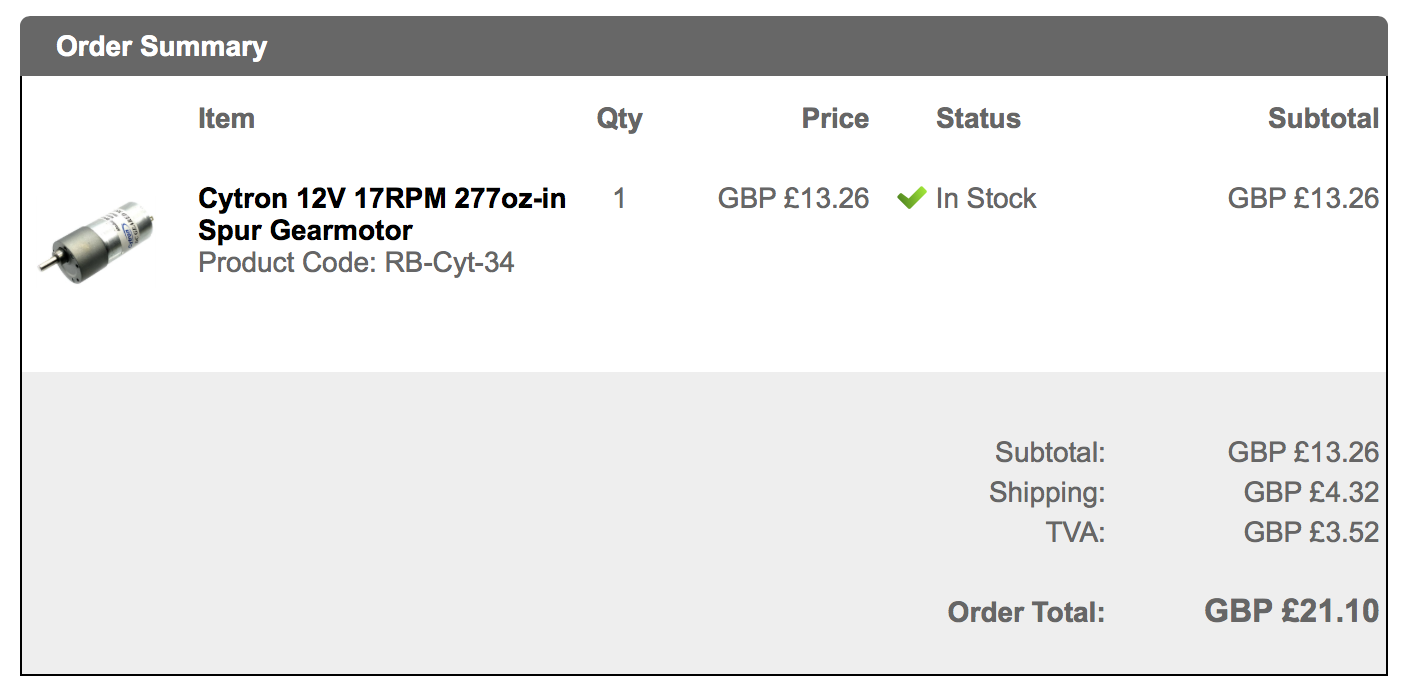 Order Summary
Item Qty Price Status Subtotal
Cytron 12V 17RPM 277oz-in 1 GBP £13.26 In Stock GBP £13.26
Spur Gearmotor
Product Code: RB-Cyt-34
Subtotal: GBP £13.26
Shipping: GBP £4.32
TVA: GBP £3.52
Order Total: GBP £21.10